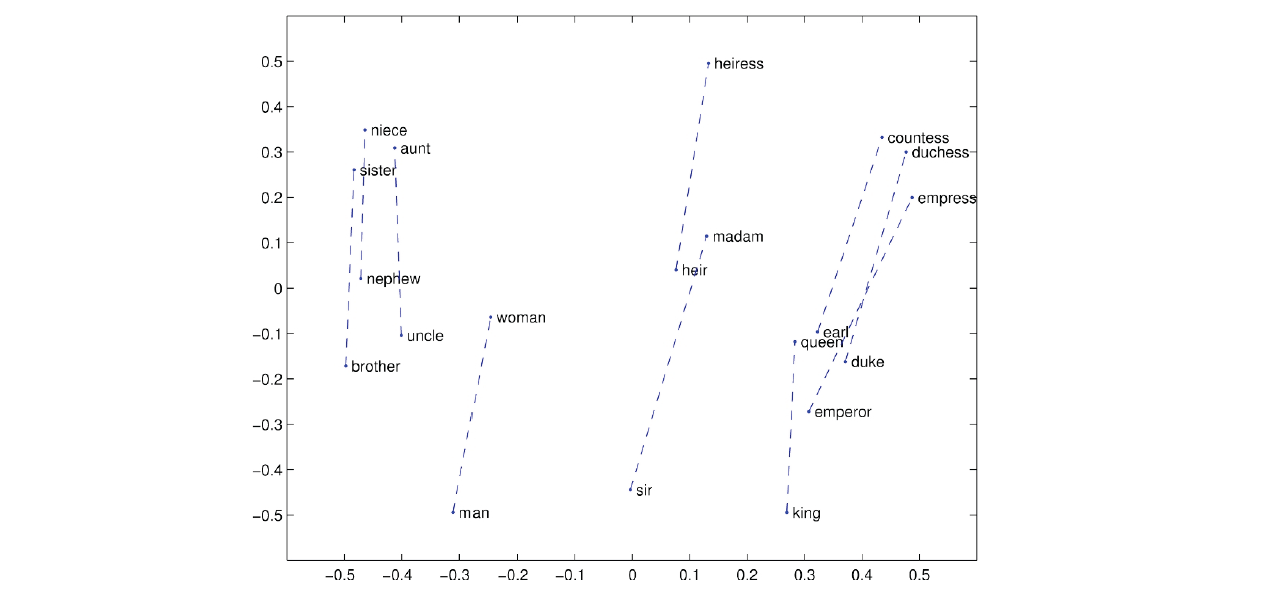 0.5
0.4
0.3
0.2
0.1
0
−0.1
−0.2
−0.3
−0.4
−0.5
heiress
niece
countess
aunt
duchess
sister
empress
madam
heir
nephew
woman
earl
uncle
queen
duke
brother
emperor
sir
man
king
−0.5 −0.4 −0.3 −0.2 −0.1 0 0.1 0.2 0.3 0.4 0.5